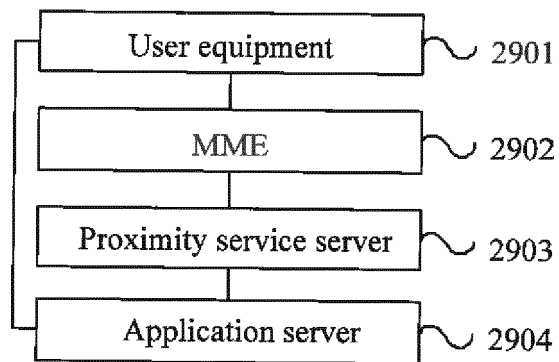 User equipment 2901
MME 2902
Proximity service server 2903
Application server 2904